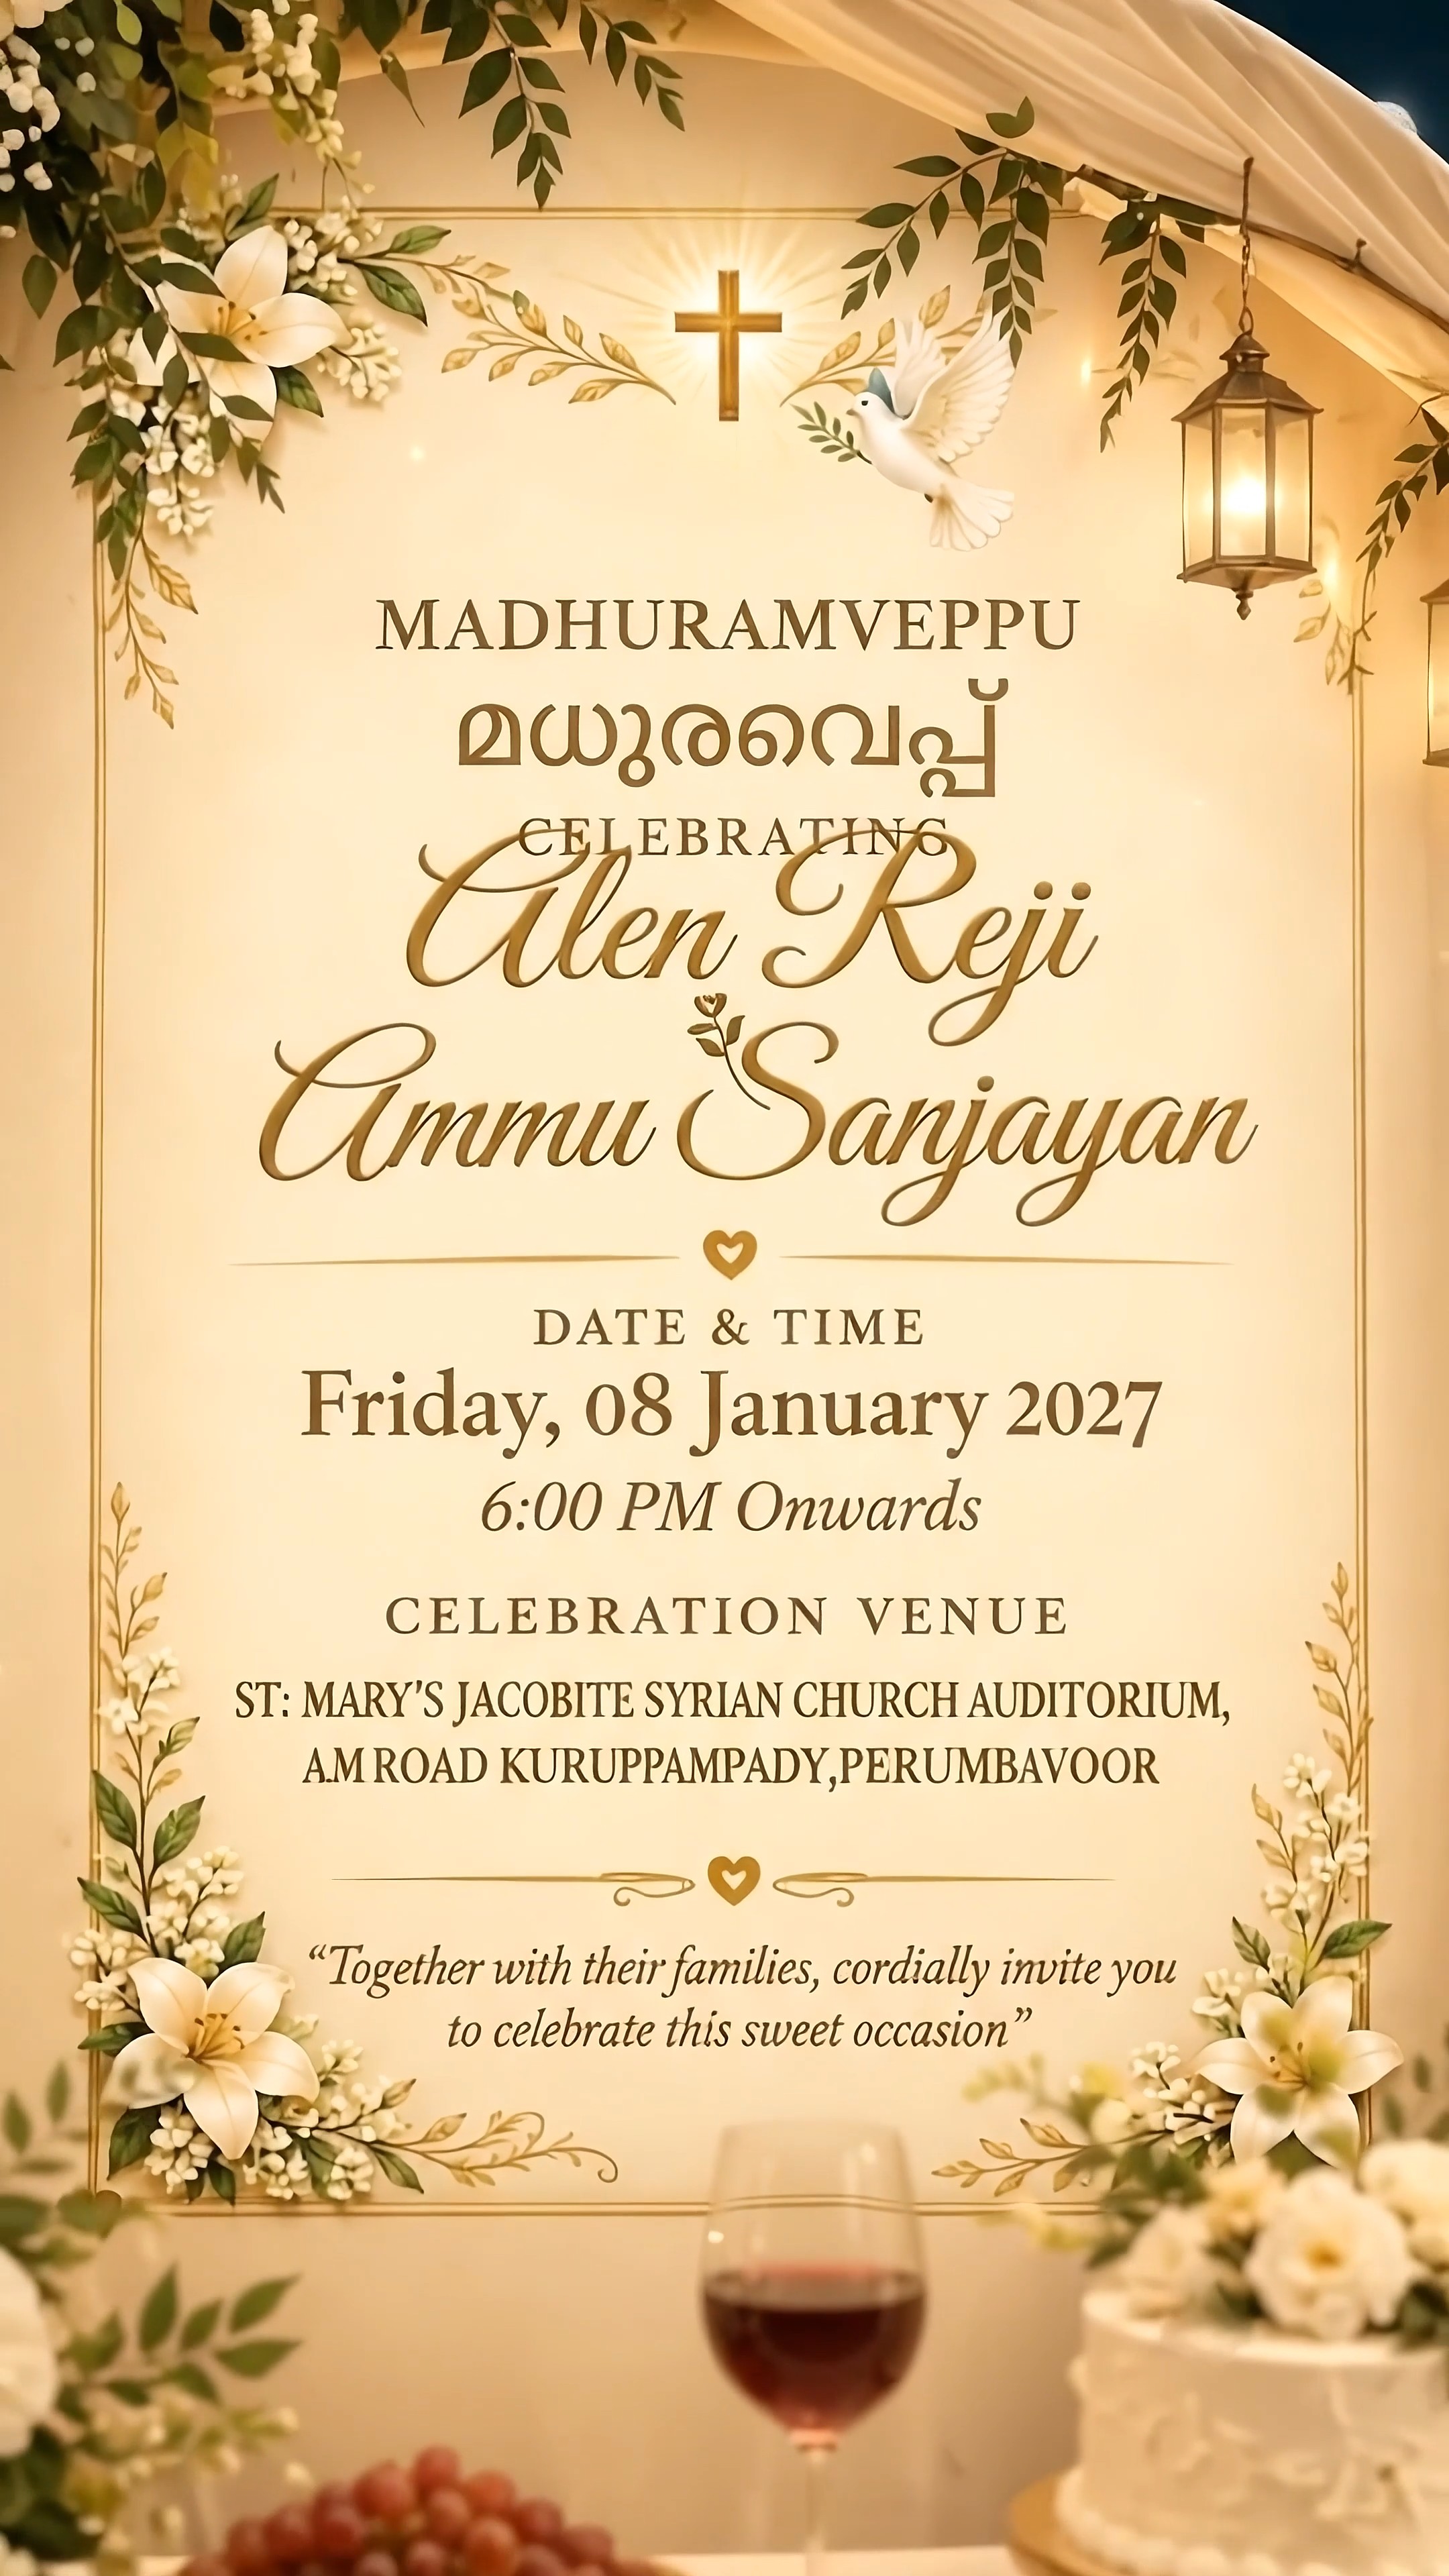 MADHURAMVEPPU
മധുരവെപ്പ്
CELEBRATING
Alen Reji
Ammu Sanjayan
DATE & TIME
Friday, 08 January 2027
6:00 PM Onwards
CELEBRATION VENUE
ST: MARY'S JACOBITE SYRIAN CHURCH AUDITORIUM,
A.M ROAD KURUPPAMPADY,PERUMBAVOOR
“Together with their families, cordially invite you
to celebrate this sweet occasion”